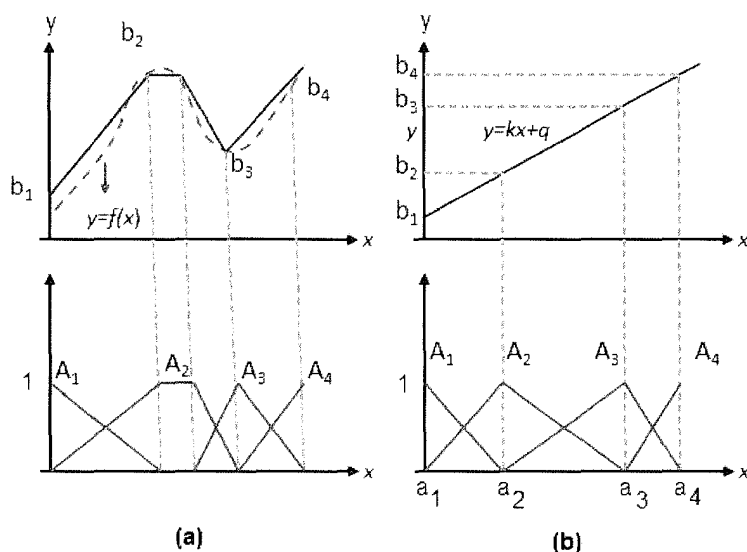 y
b₂
b₄
b₁
b₃
y=f(x)
x
1
A₁
A₂
A₃
A₄
x
(a)
y
b₄
b₃
y
y=kx+q
b₂
b₁
x
A₁
A₂
A₃
A₄
1
x
a₁
a₂
a₃
a₄
(b)